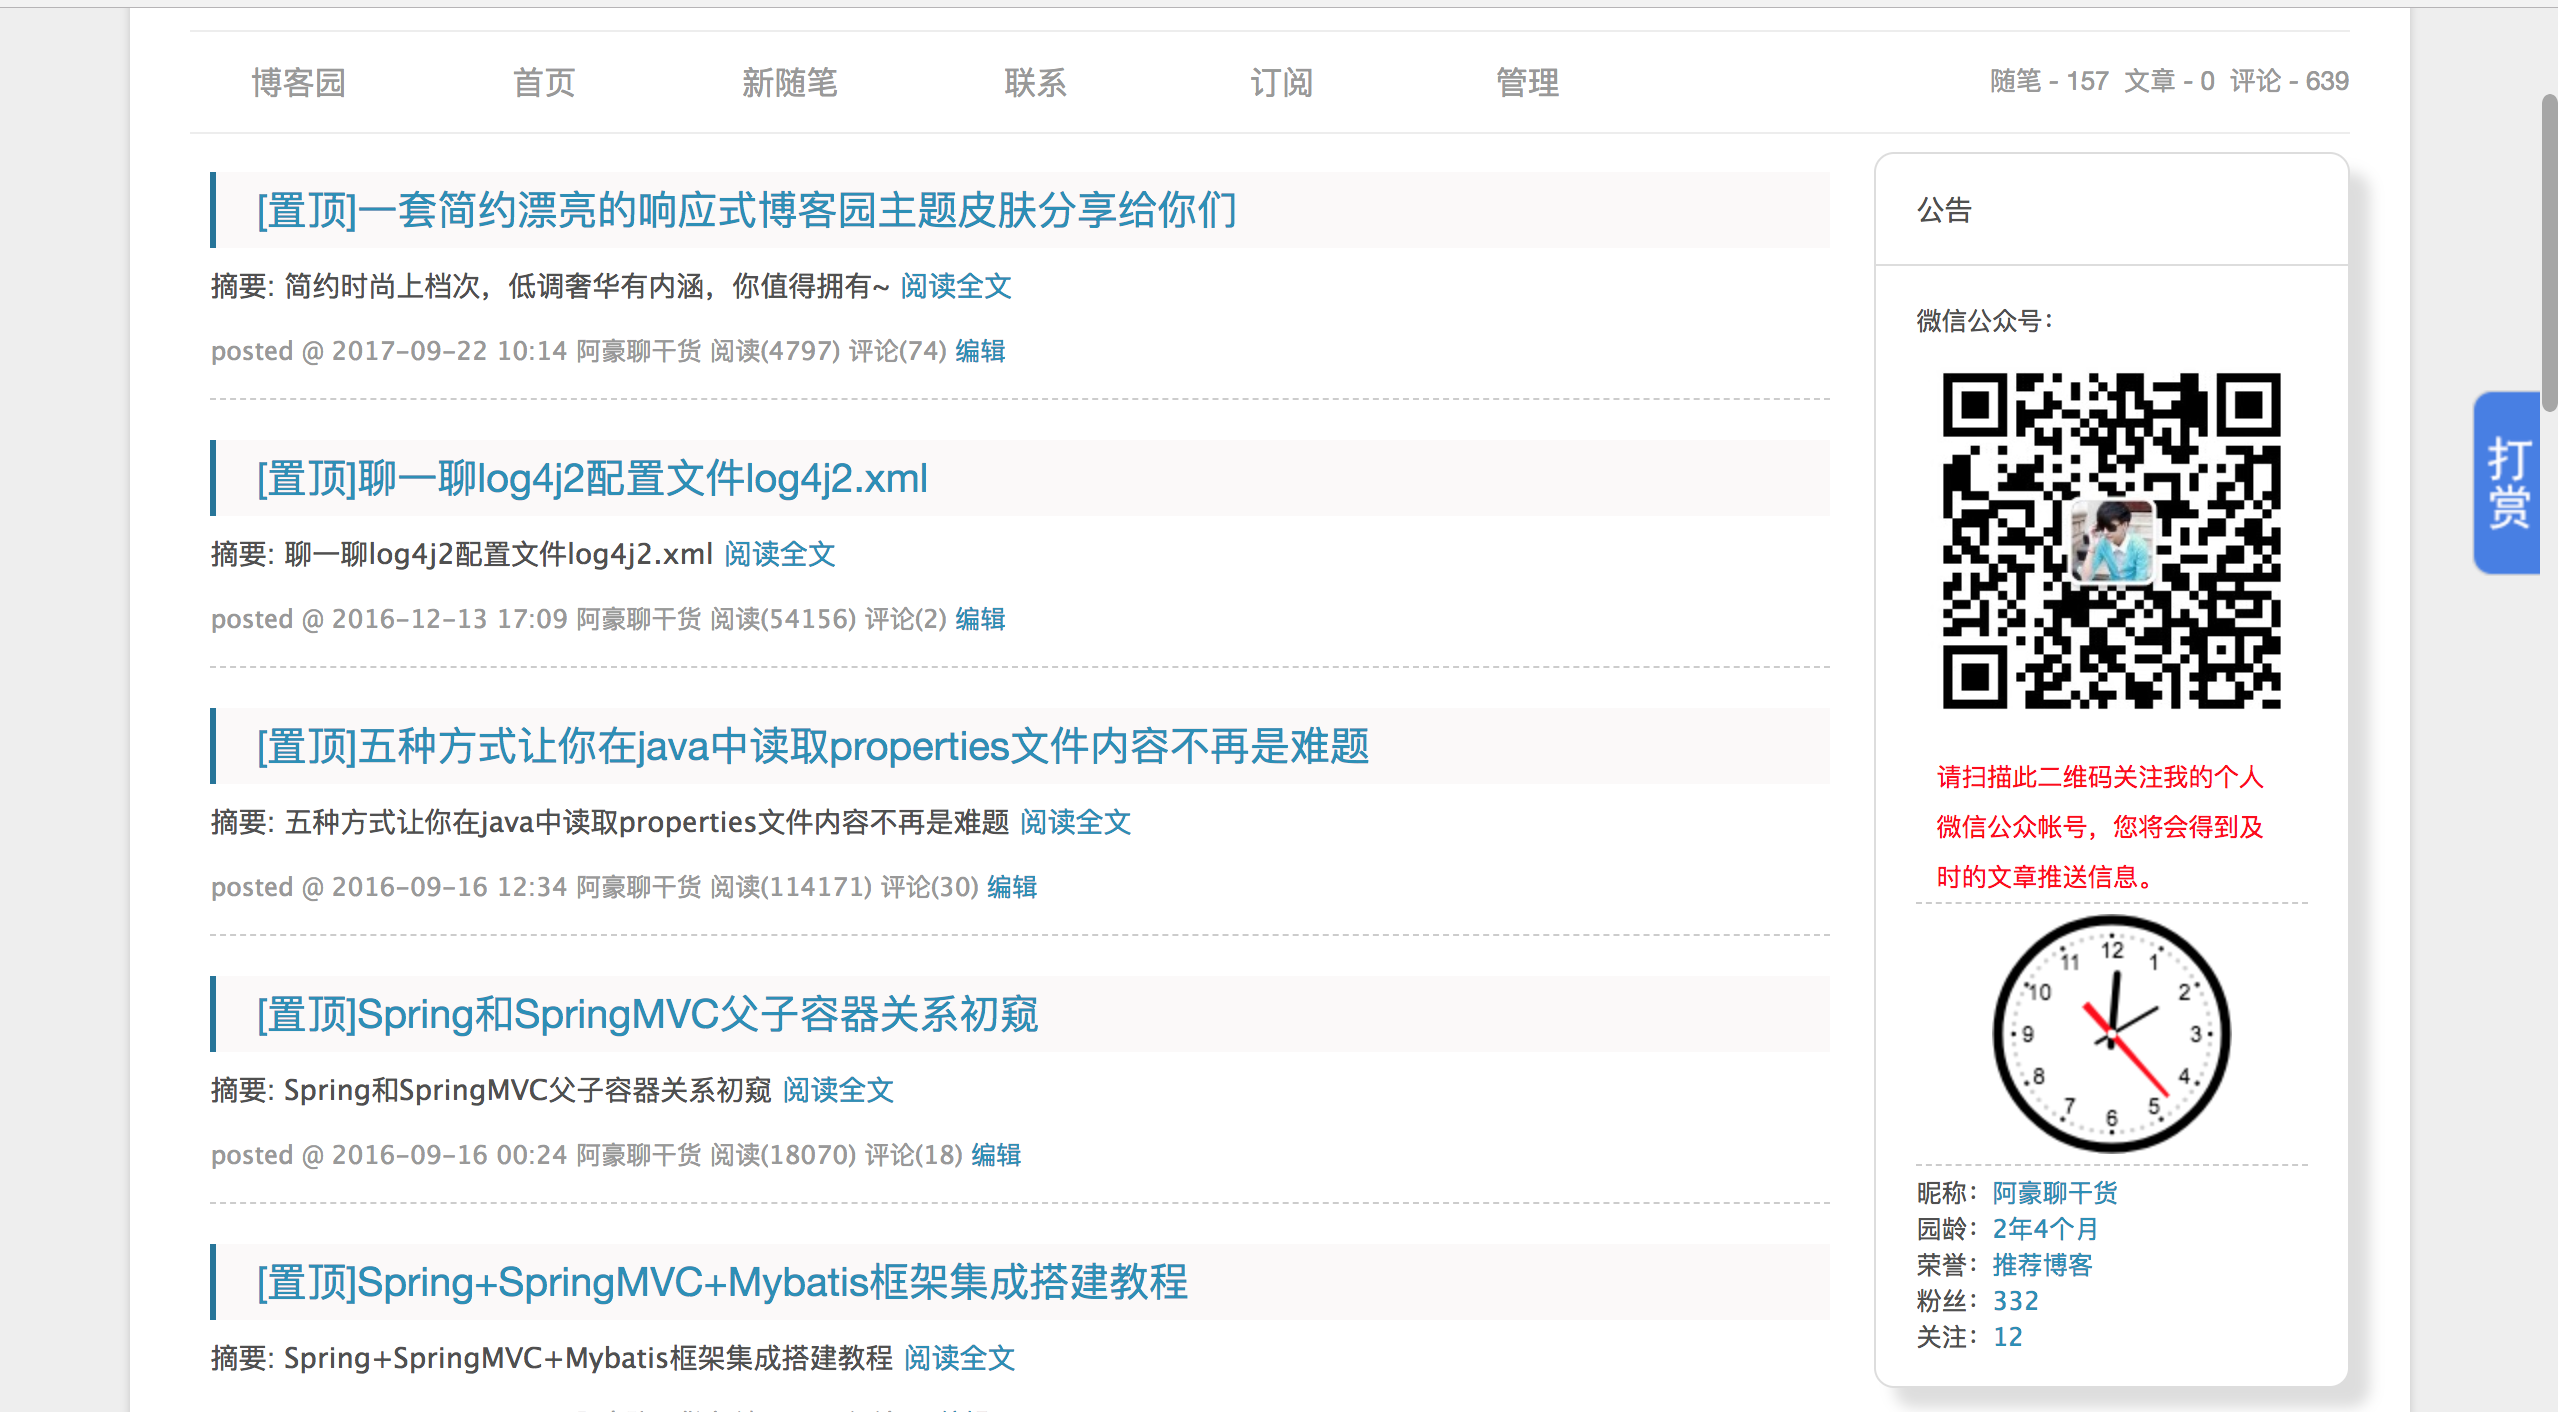 博客园 首页 新随笔 联系 订阅 管理 随笔 - 157 文章 - 0 评论 - 639
[置顶]一套简约漂亮的响应式博客园主题皮肤分享给你们
摘要: 简约时尚上档次，低调奢华有内涵，你值得拥有~ 阅读全文
posted @ 2017-09-22 10:14 阿豪聊干货 阅读(4797) 评论(74) 编辑
[置顶]聊一聊log4j2配置文件log4j2.xml
摘要: 聊一聊log4j2配置文件log4j2.xml 阅读全文
posted @ 2016-12-13 17:09 阿豪聊干货 阅读(54156) 评论(2) 编辑
[置顶]五种方式让你在java中读取properties文件内容不再是难题
摘要: 五种方式让你在java中读取properties文件内容不再是难题 阅读全文
posted @ 2016-09-16 12:34 阿豪聊干货 阅读(114171) 评论(30) 编辑
[置顶]Spring和SpringMVC父子容器关系初窥
摘要: Spring和SpringMVC父子容器关系初窥 阅读全文
posted @ 2016-09-16 00:24 阿豪聊干货 阅读(18070) 评论(18) 编辑
[置顶]Spring+SpringMVC+Mybatis框架集成搭建教程
摘要: Spring+SpringMVC+Mybatis框架集成搭建教程 阅读全文
公告
微信公众号：
请扫描此二维码关注我的个人
微信公众帐号，您将会得到及
时的文章推送信息。
12
1
2
3
4
5
6
7
8
9
10
11
昵称：阿豪聊干货
园龄：2年4个月
荣誉：推荐博客
粉丝：332
关注：12
打赏